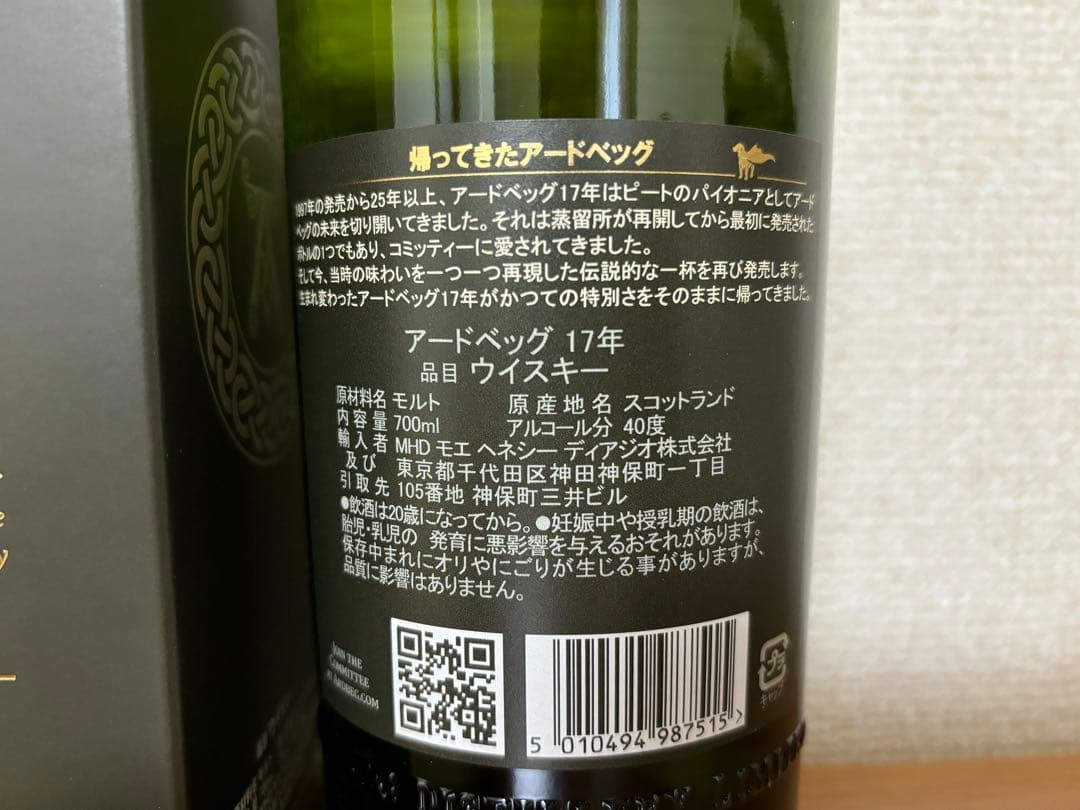 帰ってきたアードベッグ
1997年の発売から25年以上、アードベッグ17年はピートのパイオニアとしてアード
ベッグの未来を切り開いてきました。それは蒸留所が再開してから最初に発売された
ボトルの1つでもあり、コミッティーに愛されてきました。
そして今、当時の味わいを一つ一つ再現した伝説的な一杯を再び発売します。
生まれ変わったアードベッグ17年がかつての特別さをそのままに帰ってきました。
アードベッグ 17年
品目 ウイスキー
原材料名 モルト 原産地名 スコットランド
内容量 700ml アルコール分 40度
輸入者 MHD モエ ヘネシー ディアジオ株式会社
及び 東京都千代田区神田神保町一丁目
引取先 105番地 神保町三井ビル
●飲酒は20歳になってから。●妊娠中や授乳期の飲酒は、
胎児・乳児の 発育に悪影響を与えるおそれがあります。
保存中まれにオリやにごりが生じる事がありますが、
品質に影響はありません。
JOIN THE
COMMITTEE
AT ARDBEG.COM
5 010494 987515 >
プラ
キャップ